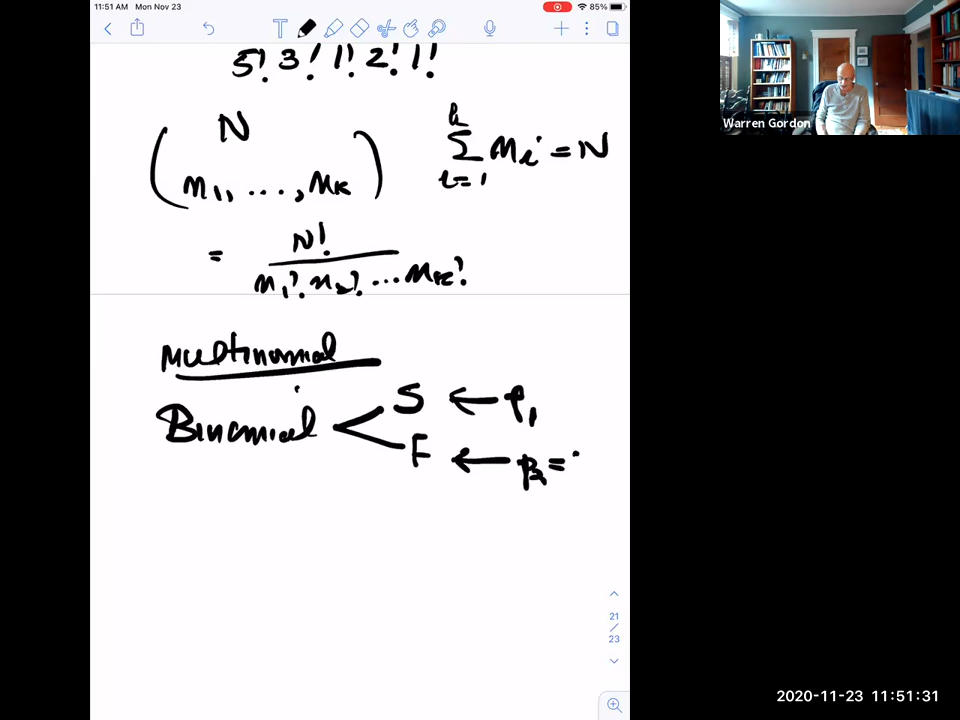 11:51 AM Mon Nov 23
85%
5! 3! 1! 2! 1!
( N
n1, ..., nk )
k
Σ ni = N
i=1
= N!
n1! n2! ... nk!
Multinomial
Binomial < S ← p1
F ← p2 =
21
/
23
Warren Gordon
2020-11-23 11:51:31